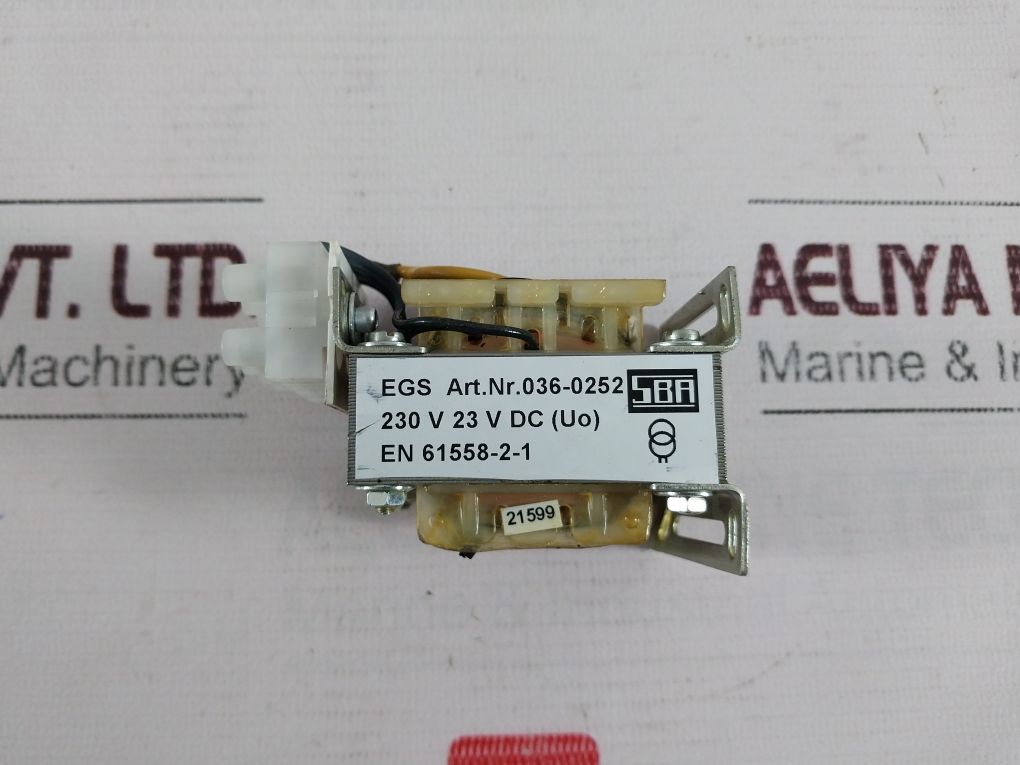 VT. LTD
Machinery
AELIYA
Marine & In
EGS Art.Nr.036-0252 SBA
230 V 23 V DC (Uo)
EN 61558-2-1
21599